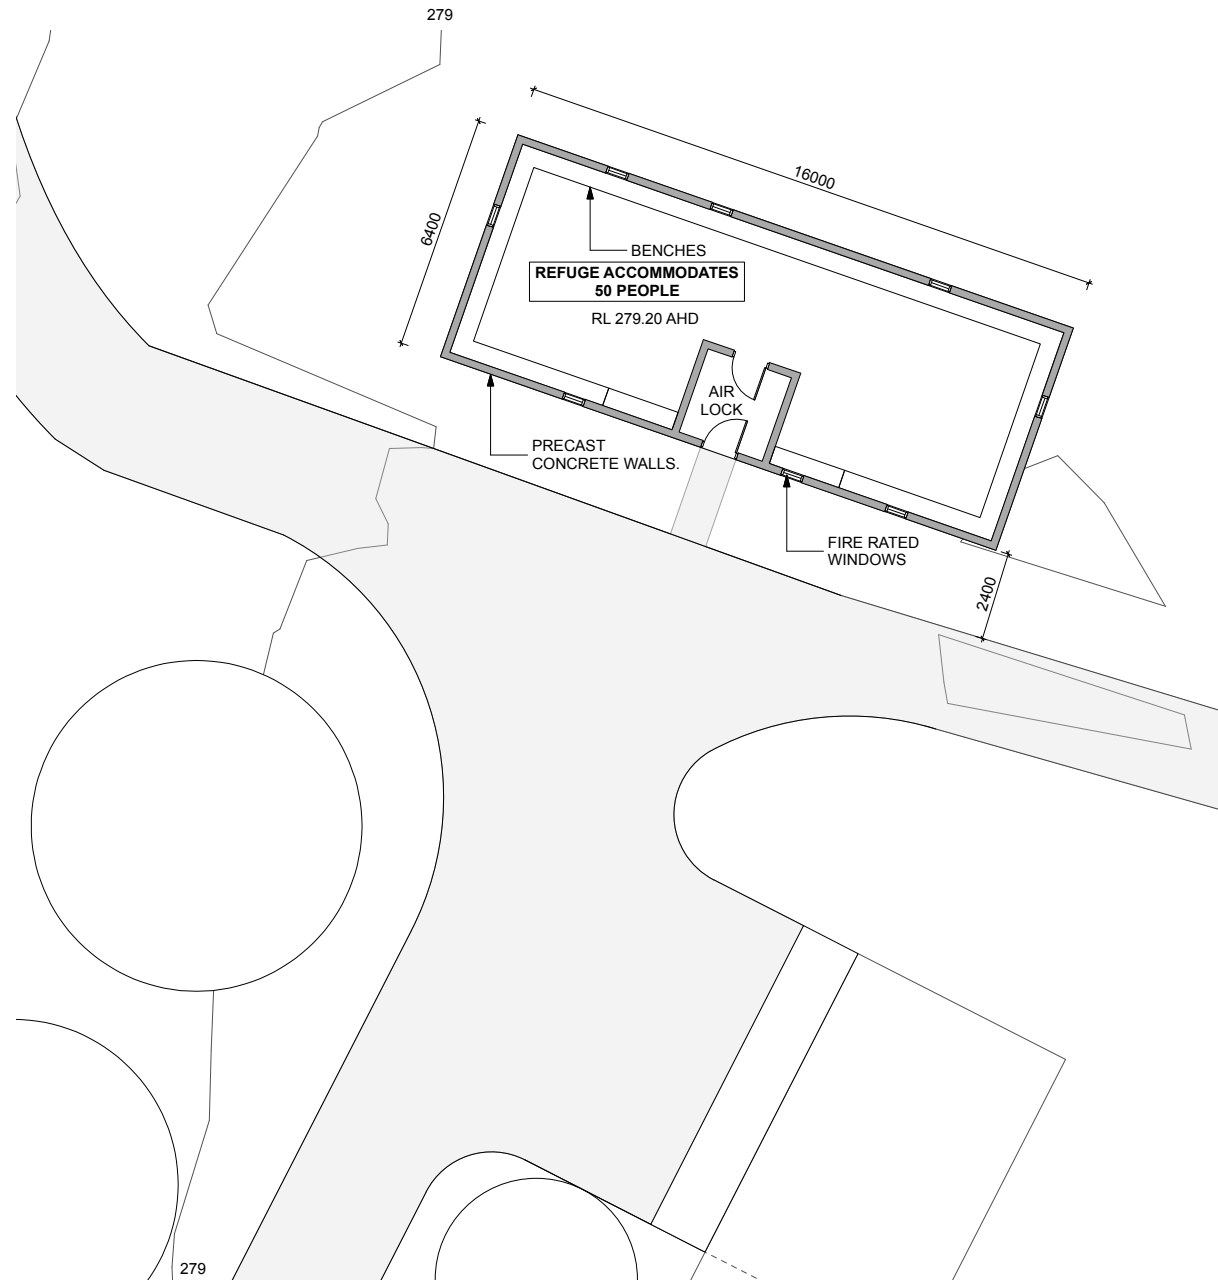 279
16000
6400
BENCHES
REFUGE ACCOMMODATES
50 PEOPLE
RL 279.20 AHD
AIR
LOCK
PRECAST
CONCRETE WALLS.
FIRE RATED
WINDOWS
2400
279